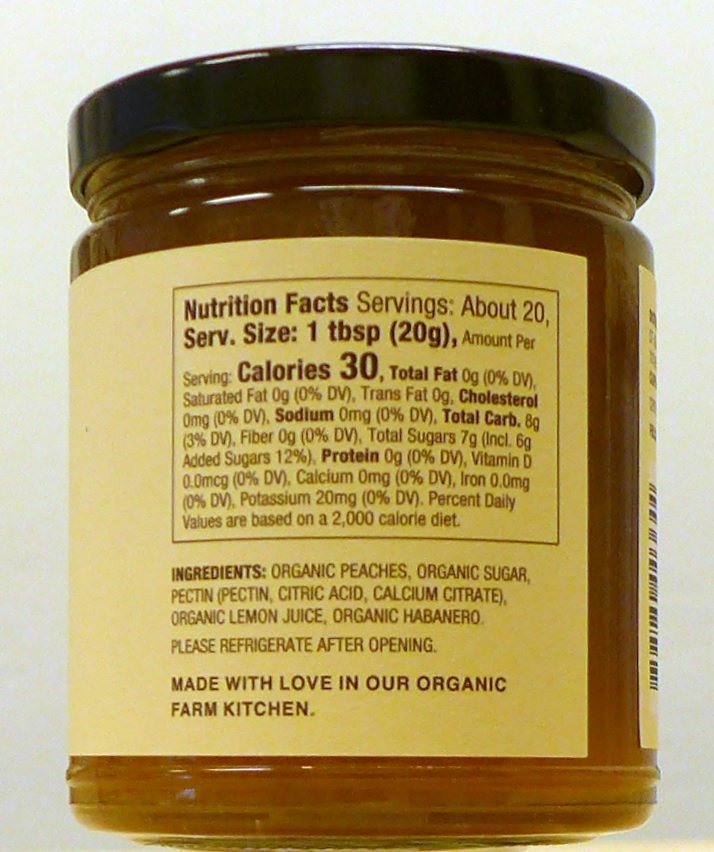 Nutrition Facts Servings: About 20,
Serv. Size: 1 tbsp (20g), Amount Per
Serving: Calories 30, Total Fat 0g (0% DV),
Saturated Fat 0g (0% DV), Trans Fat 0g, Cholesterol
0mg (0% DV), Sodium 0mg (0% DV), Total Carb. 8g
(3% DV), Fiber 0g (0% DV), Total Sugars 7g (Incl. 6g
Added Sugars 12%), Protein 0g (0% DV), Vitamin D
0.0mcg (0% DV), Calcium 0mg (0% DV), Iron 0.0mg
(0% DV), Potassium 20mg (0% DV). Percent Daily
Values are based on a 2,000 calorie diet.
INGREDIENTS: ORGANIC PEACHES, ORGANIC SUGAR,
PECTIN (PECTIN, CITRIC ACID, CALCIUM CITRATE),
ORGANIC LEMON JUICE, ORGANIC HABANERO.
PLEASE REFRIGERATE AFTER OPENING.
MADE WITH LOVE IN OUR ORGANIC
FARM KITCHEN.